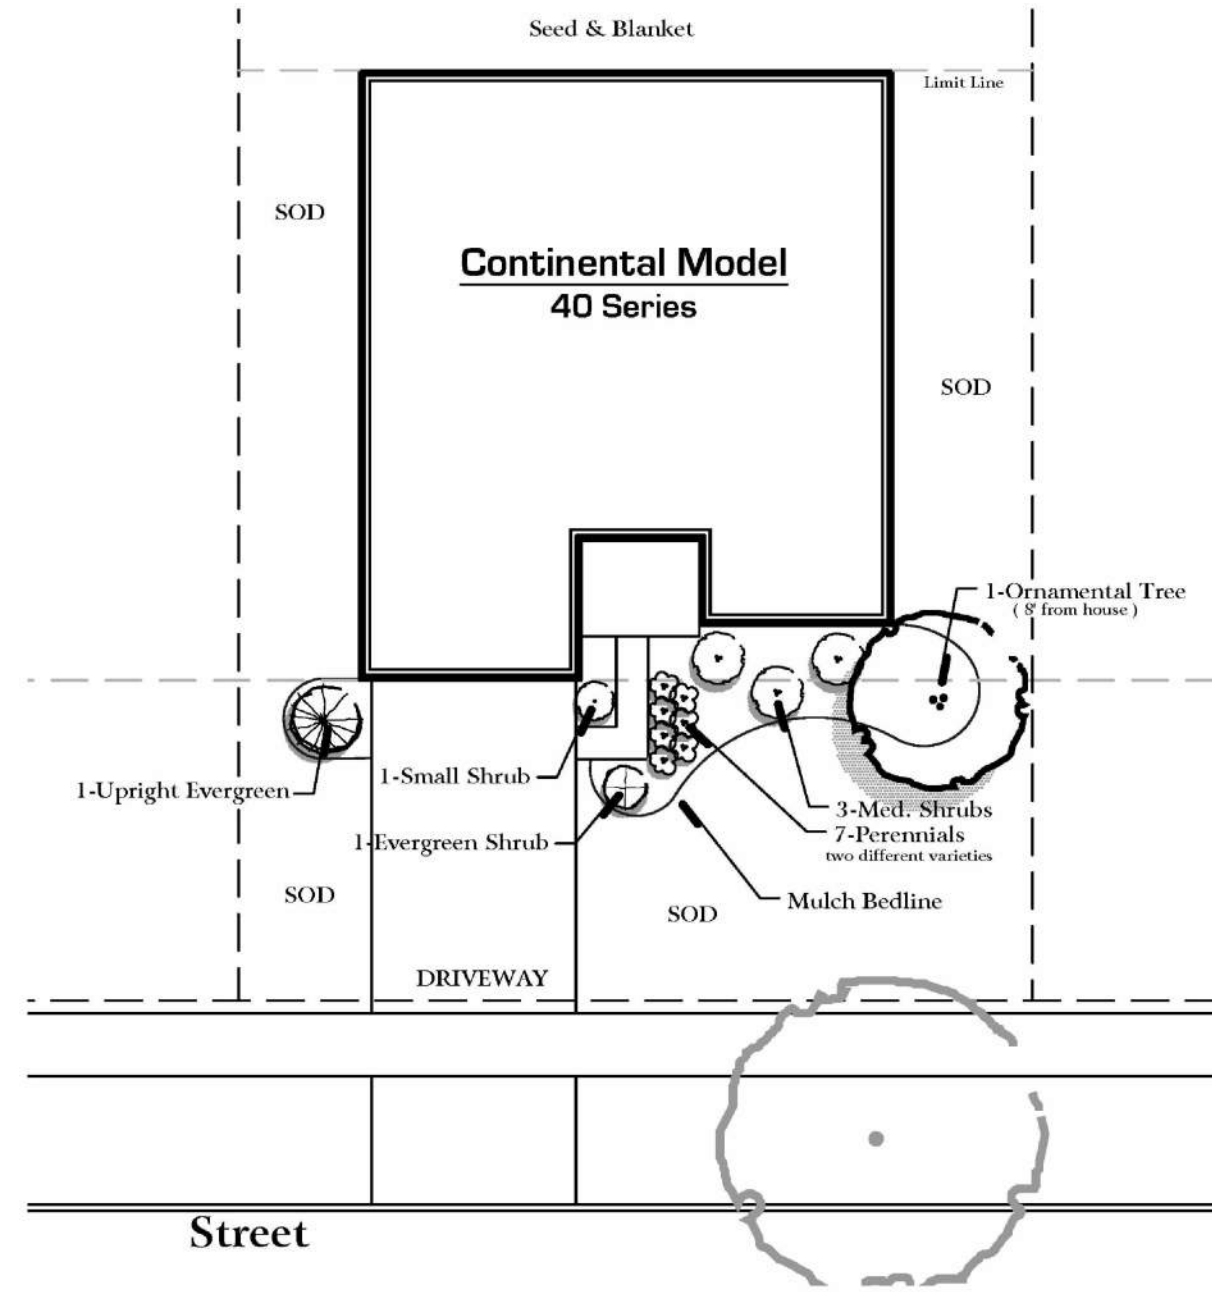 Seed & Blanket
Limit Line
SOD
Continental Model
40 Series
SOD
1-Ornamental Tree
( 8' from house )
1-Small Shrub
1-Upright Evergreen
3-Med. Shrubs
7-Perennials
two different varieties
1-Evergreen Shrub
SOD
Mulch Bedline
SOD
DRIVEWAY
Street